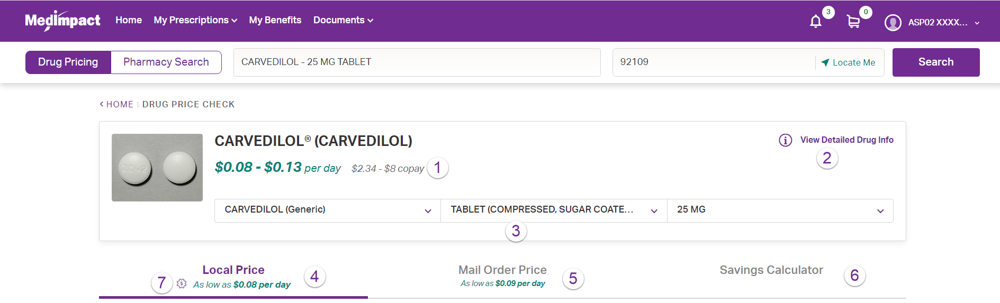 Medimpact Home My Prescriptions My Benefits Documents 3 0 ASP02 XXXX...
Drug Pricing Pharmacy Search CARVEDILOL - 25 MG TABLET 92109 Locate Me Search
HOME | DRUG PRICE CHECK
CARVEDILOL® (CARVEDILOL)
View Detailed Drug Info
2
$0.08 - $0.13 per day $2.34 - $8 copay 1
ZC42
CARVEDILOL (Generic) TABLET (COMPRESSED, SUGAR COATE... 25 MG
3
Local Price 4 Mail Order Price 5 Savings Calculator 6
7 $ As low as $0.08 per day As low as $0.09 per day